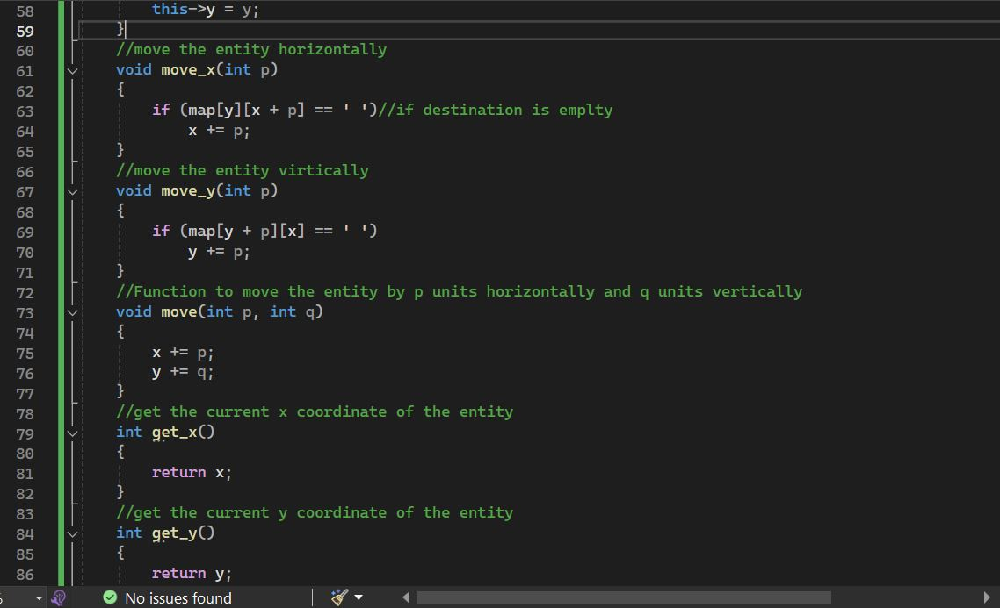 58 this->y = y;
59 }
60 //move the entity horizontally
61 void move_x(int p)
62 {
63 if (map[y][x + p] == ' ')//if destination is emplty
64 x += p;
65 }
66 //move the entity virtically
67 void move_y(int p)
68 {
69 if (map[y + p][x] == ' ')
70 y += p;
71 }
72 //Function to move the entity by p units horizontally and q units vertically
73 void move(int p, int q)
74 {
75 x += p;
76 y += q;
77 }
78 //get the current x coordinate of the entity
79 int get_x()
80 {
81 return x;
82 }
83 //get the current y coordinate of the entity
84 int get_y()
85 {
86 return y;
No issues found